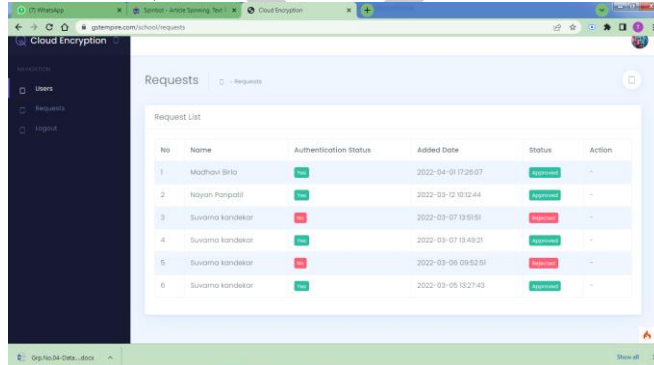 (7) WhatsApp
Spinbot - Article Spinning, Text
Cloud Encryption
gstempire.com/school/requests
Cloud Encryption
NAVIGATION
Users
Requests
Logout
Requests
- Requests
Request List
No Name Authentication Status Added Date Status Action
1 Madhavi Birla Yes 2022-04-01 17:26:07 Approved -
2 Nayan Panpatil Yes 2022-03-12 10:12:44 Approved -
3 Suvarna kandekar No 2022-03-07 13:51:51 Rejected -
4 Suvarna kandekar Yes 2022-03-07 13:49:21 Approved -
5 Suvarna kandekar No 2022-03-06 09:52:51 Rejected -
6 Suvarna kandekar Yes 2022-03-05 13:27:43 Approved -
Grp.No.04-Data....docx
Show all